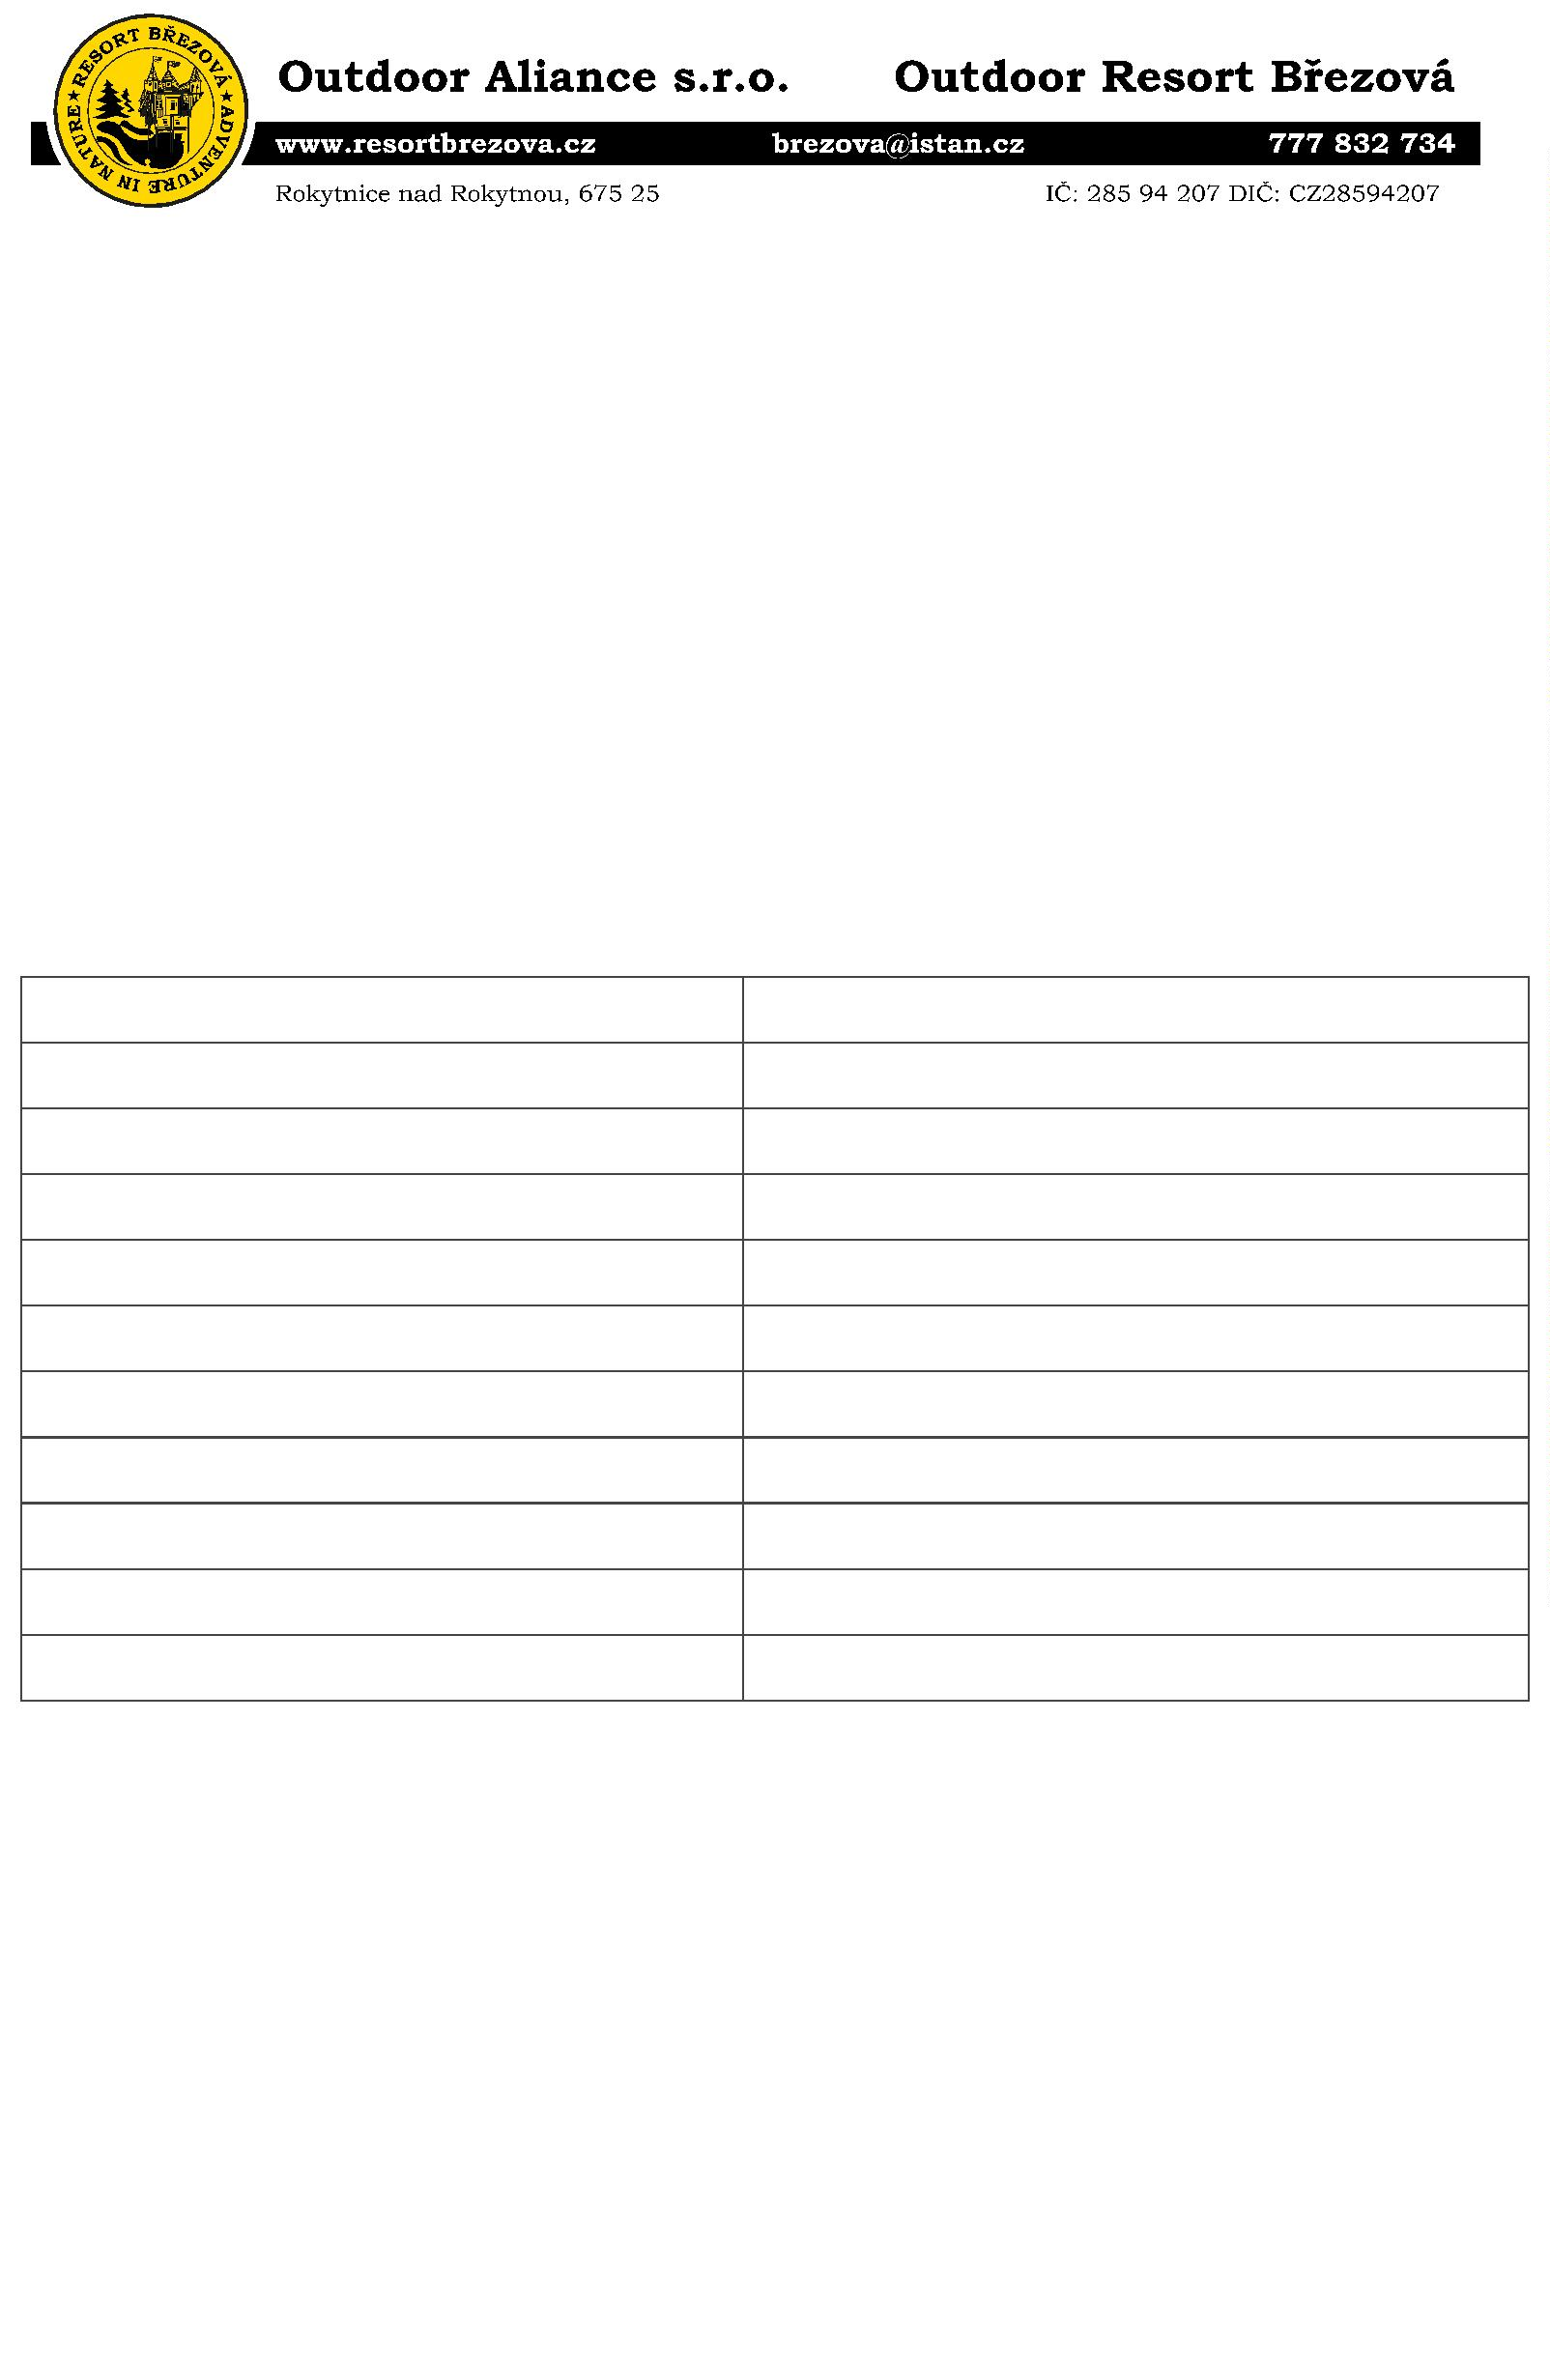 RESORT BŘEZOVÁ ★ ADVENTURE IN NATURE ★
Outdoor Aliance s.r.o. Outdoor Resort Březová
www.resortbrezova.cz brezova@istan.cz 777 832 734
Rokytnice nad Rokytnou, 675 25 IČ: 285 94 207 DIČ: CZ28594207